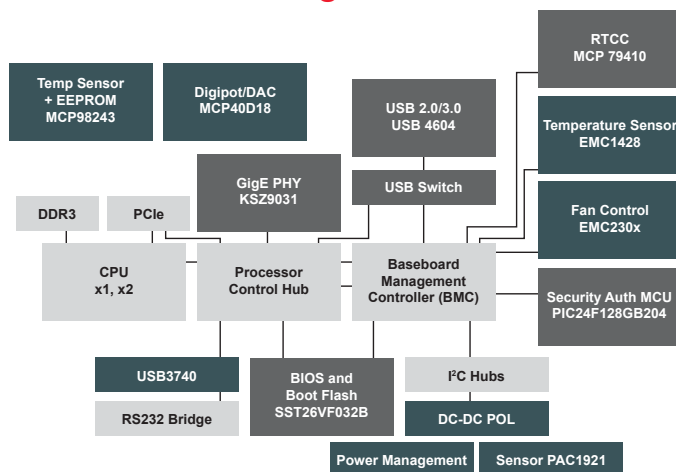 RTCC
MCP 79410
Temp Sensor
+ EEPROM
MCP98243
Digipot/DAC
MCP40D18
USB 2.0/3.0
USB 4604
Temperature Sensor
EMC1428
GigE PHY
KSZ9031
USB Switch
DDR3
PCIe
Fan Control
EMC230x
CPU
x1, x2
Processor
Control Hub
Baseboard
Management
Controller (BMC)
Security Auth MCU
PIC24F128GB204
USB3740
BIOS and
Boot Flash
SST26VF032B
I²C Hubs
RS232 Bridge
DC-DC POL
Power Management
Sensor PAC1921